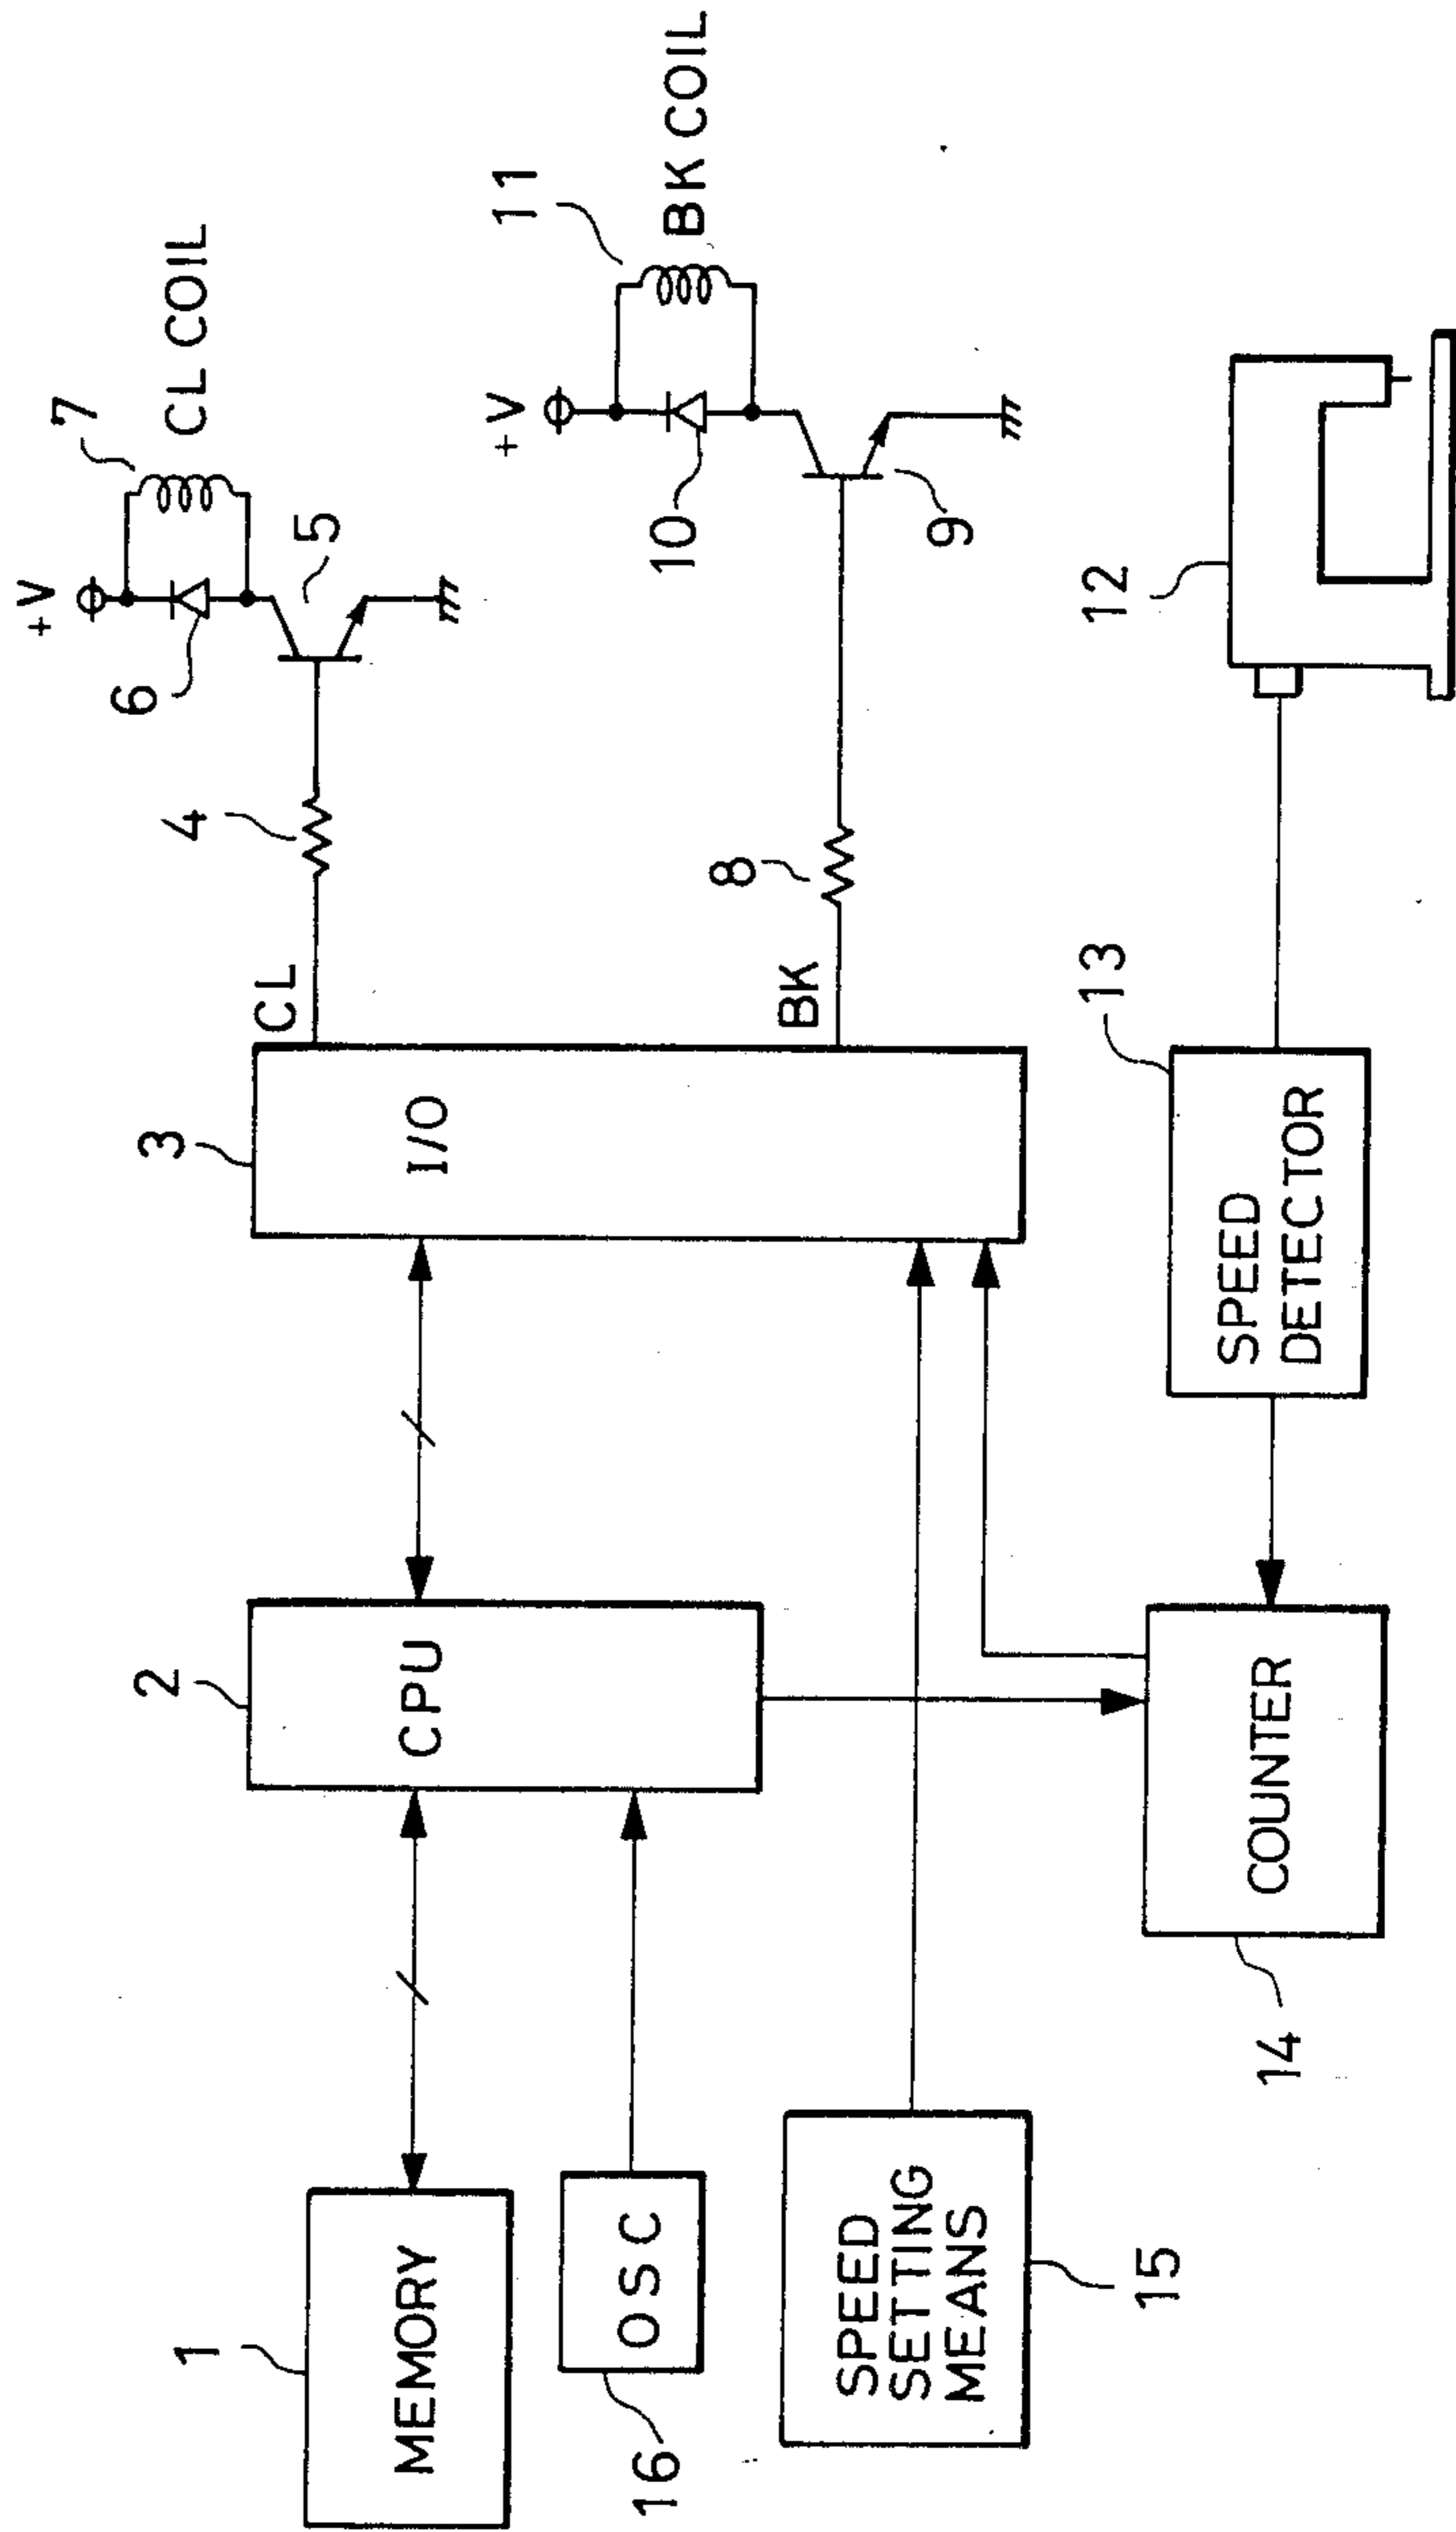 +V
7
CL COIL
6
5
4
CL
3
I/O
2
CPU
1
MEMORY
16
OSC
+V
11
BK COIL
10
9
8
BK
15
SPEED
SETTING
MEANS
12
13
SPEED
DETECTOR
14
COUNTER